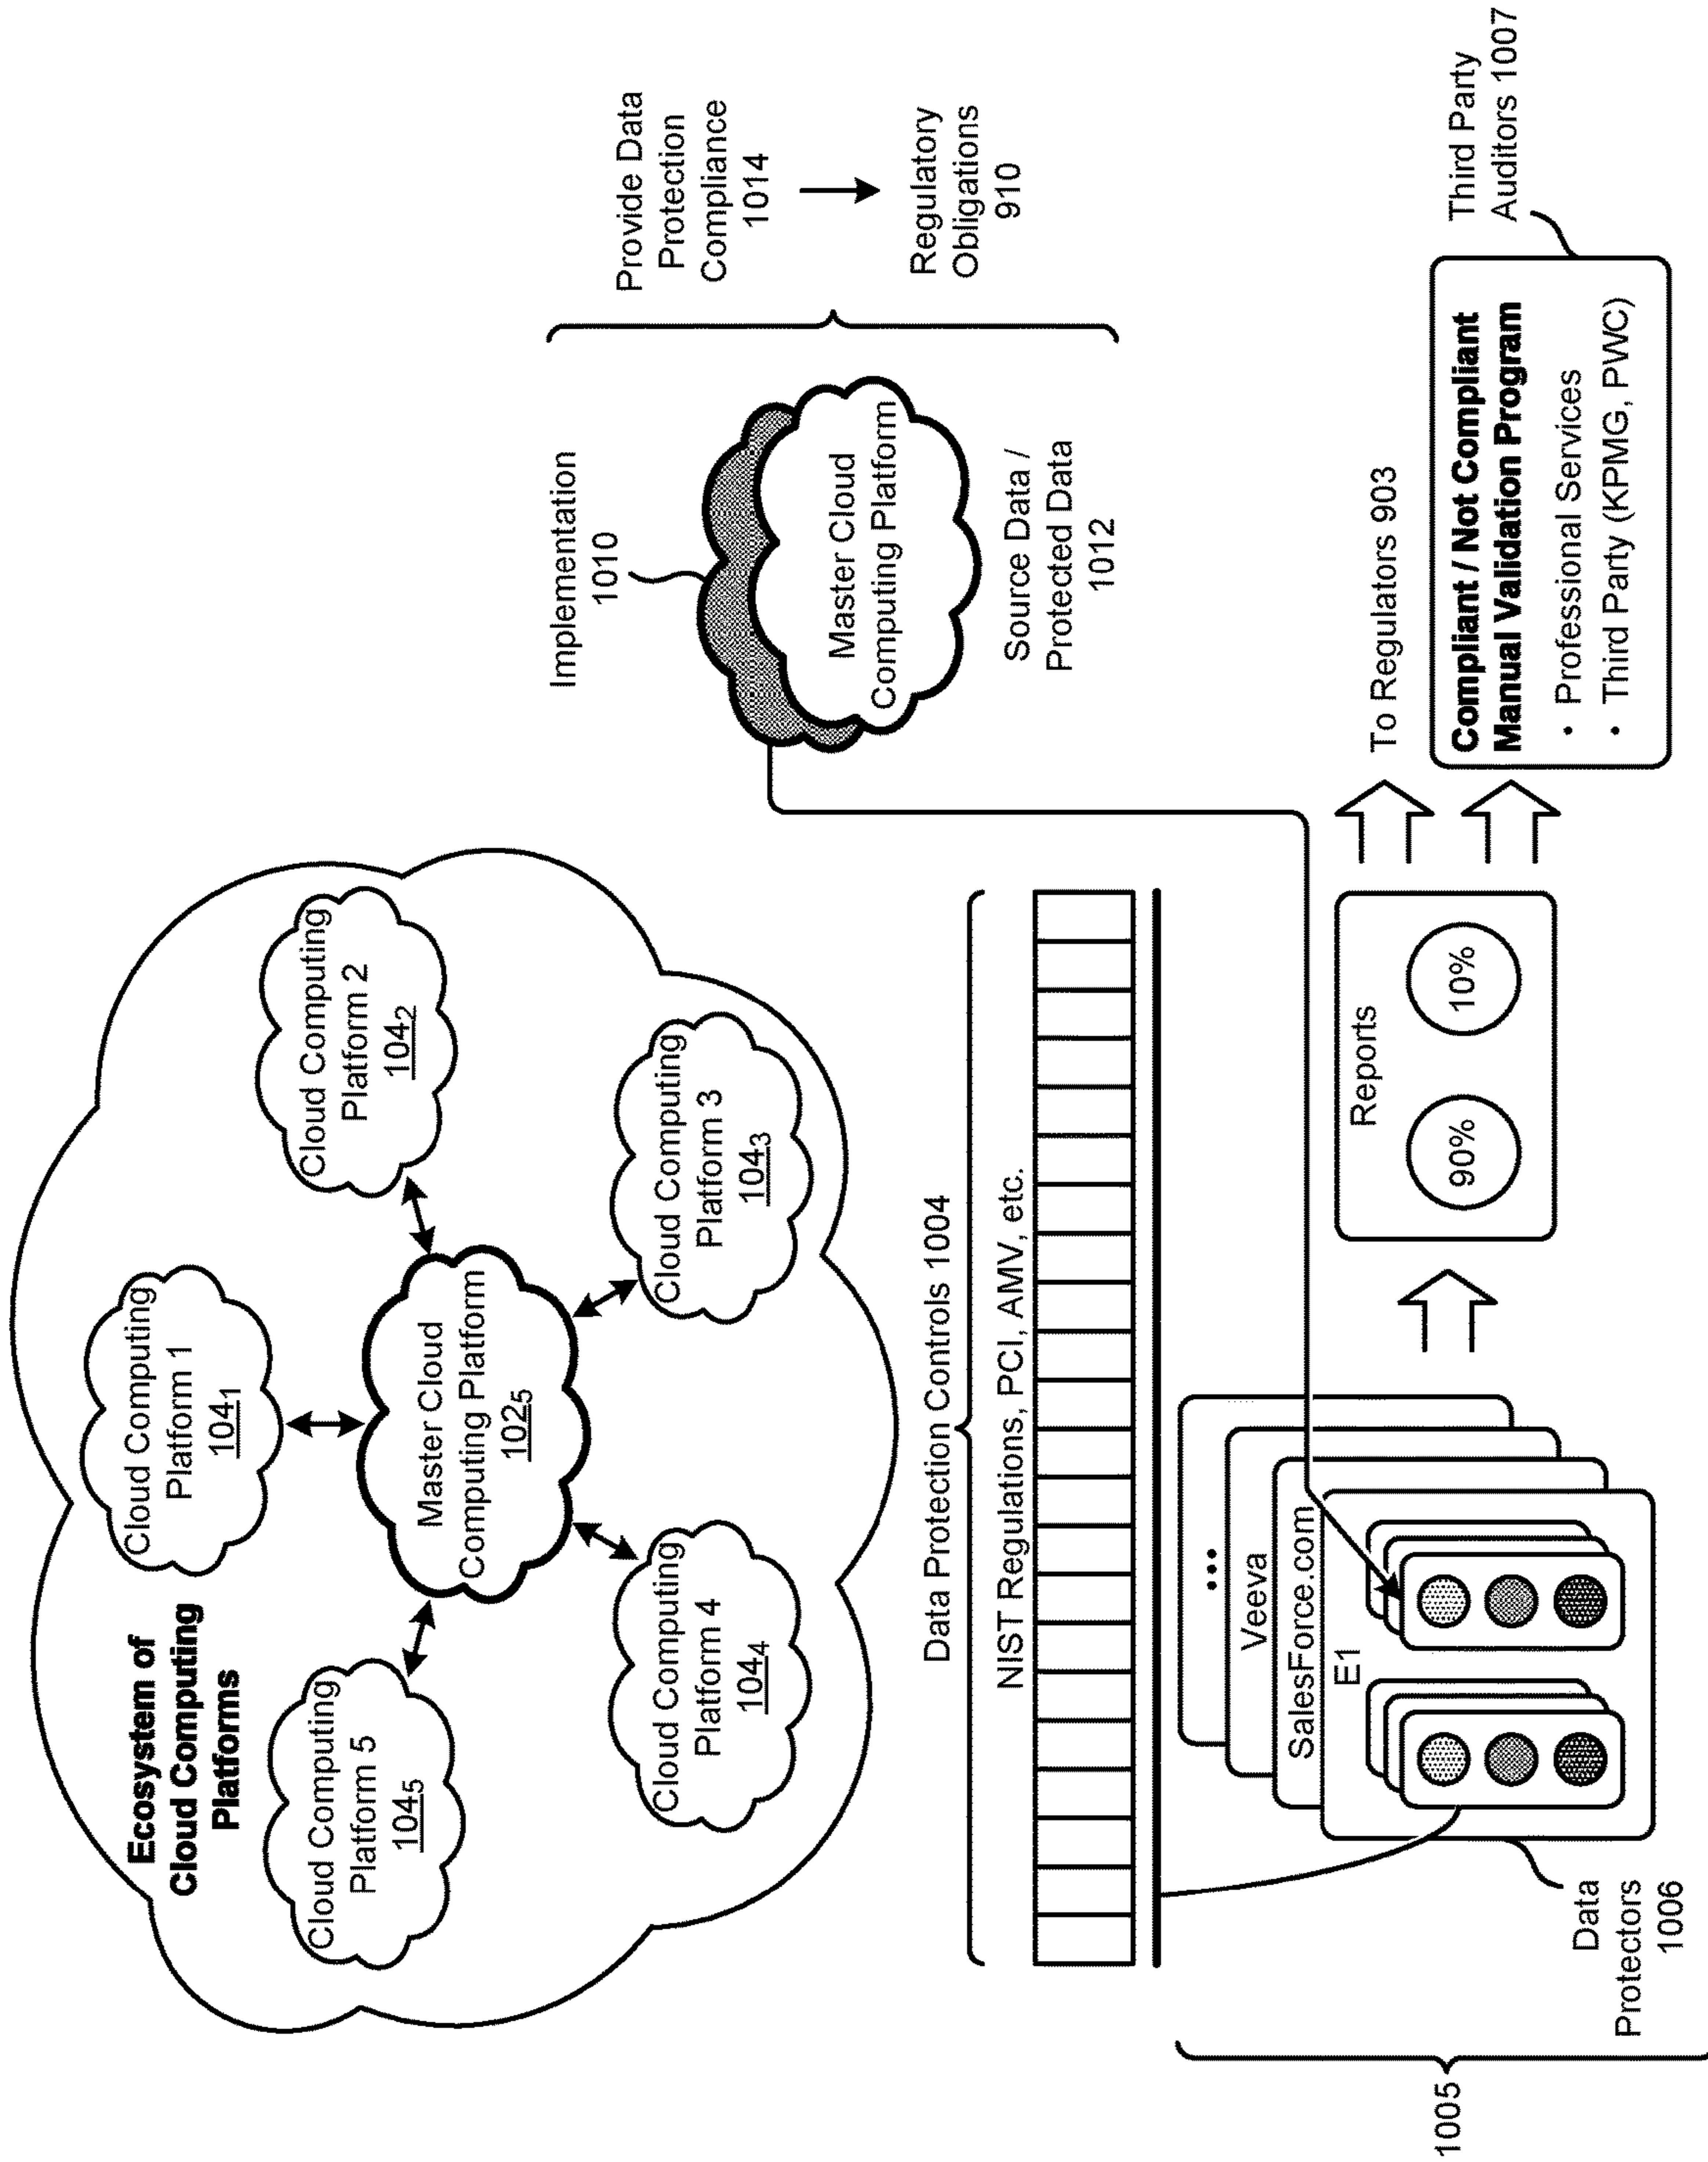 Ecosystem of
Cloud Computing
Platforms
Cloud Computing
Platform 1
104₁
Cloud Computing
Platform 2
104₂
Cloud Computing
Platform 5
104₅
Master Cloud
Computing Platform
102₅
Cloud Computing
Platform 4
104₄
Cloud Computing
Platform 3
104₃
Implementation
1010
Master Cloud
Computing Platform
Source Data /
Protected Data
1012
Provide Data
Protection
Compliance
1014
Regulatory
Obligations
910
Data Protection Controls 1004
NIST Regulations, PCI, AMV, etc.
1005
...
Veeva
SalesForce.com
E1
Data
Protectors
1006
Reports
90%
10%
To Regulators 903
Compliant / Not Compliant
Manual Validation Program
• Professional Services
• Third Party (KPMG, PWC)
Third Party
Auditors 1007